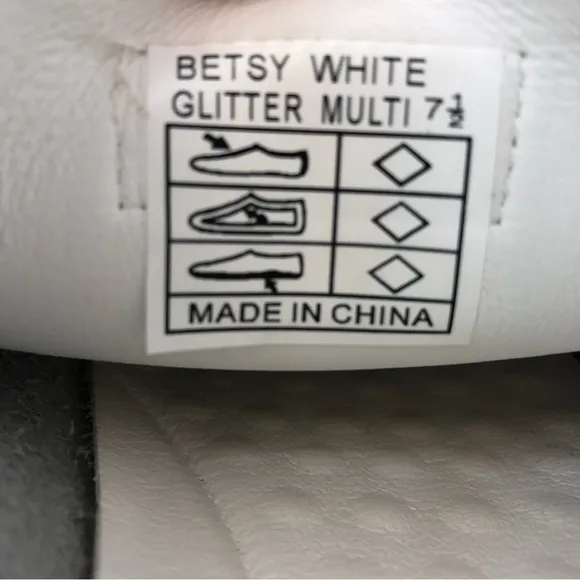 BETSY WHITE
GLITTER MULTI 7½
MADE IN CHINA